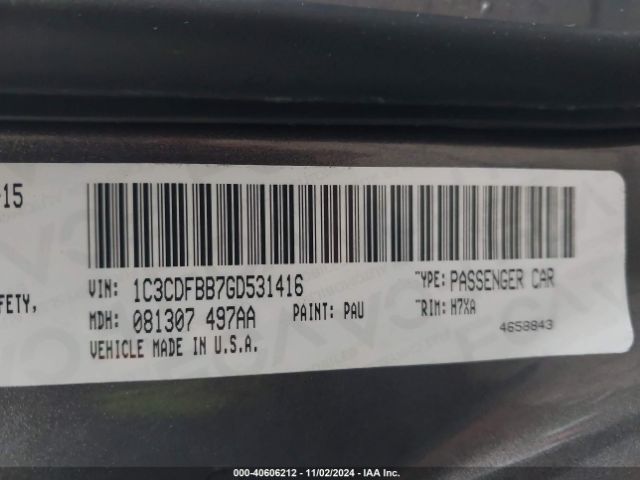 -15
VIN: 1C3CDFBB7GD531416
TYPE: PASSENGER CAR
FETY,
MDH: 081307 497AA
PAINT: PAU
TRIM: H7XA
4658843
VEHICLE MADE IN U.S.A.
000-40606212 - 11/02/2024 - IAA Inc.